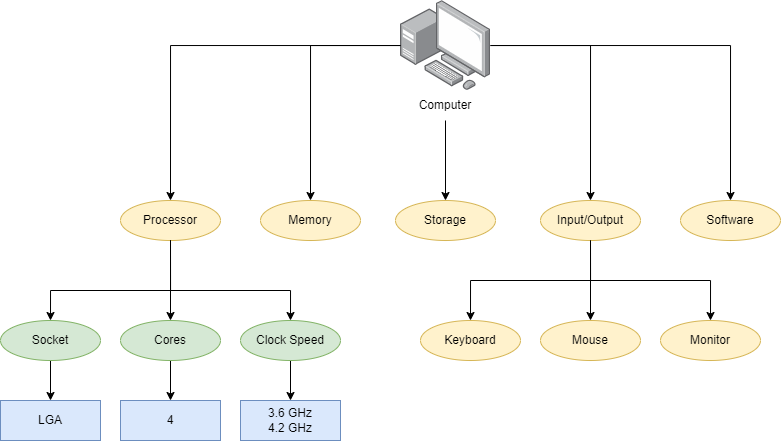 Computer
Processor
Memory
Storage
Input/Output
Software
Socket
Cores
Clock Speed
Keyboard
Mouse
Monitor
LGA
4
3.6 GHz
4.2 GHz